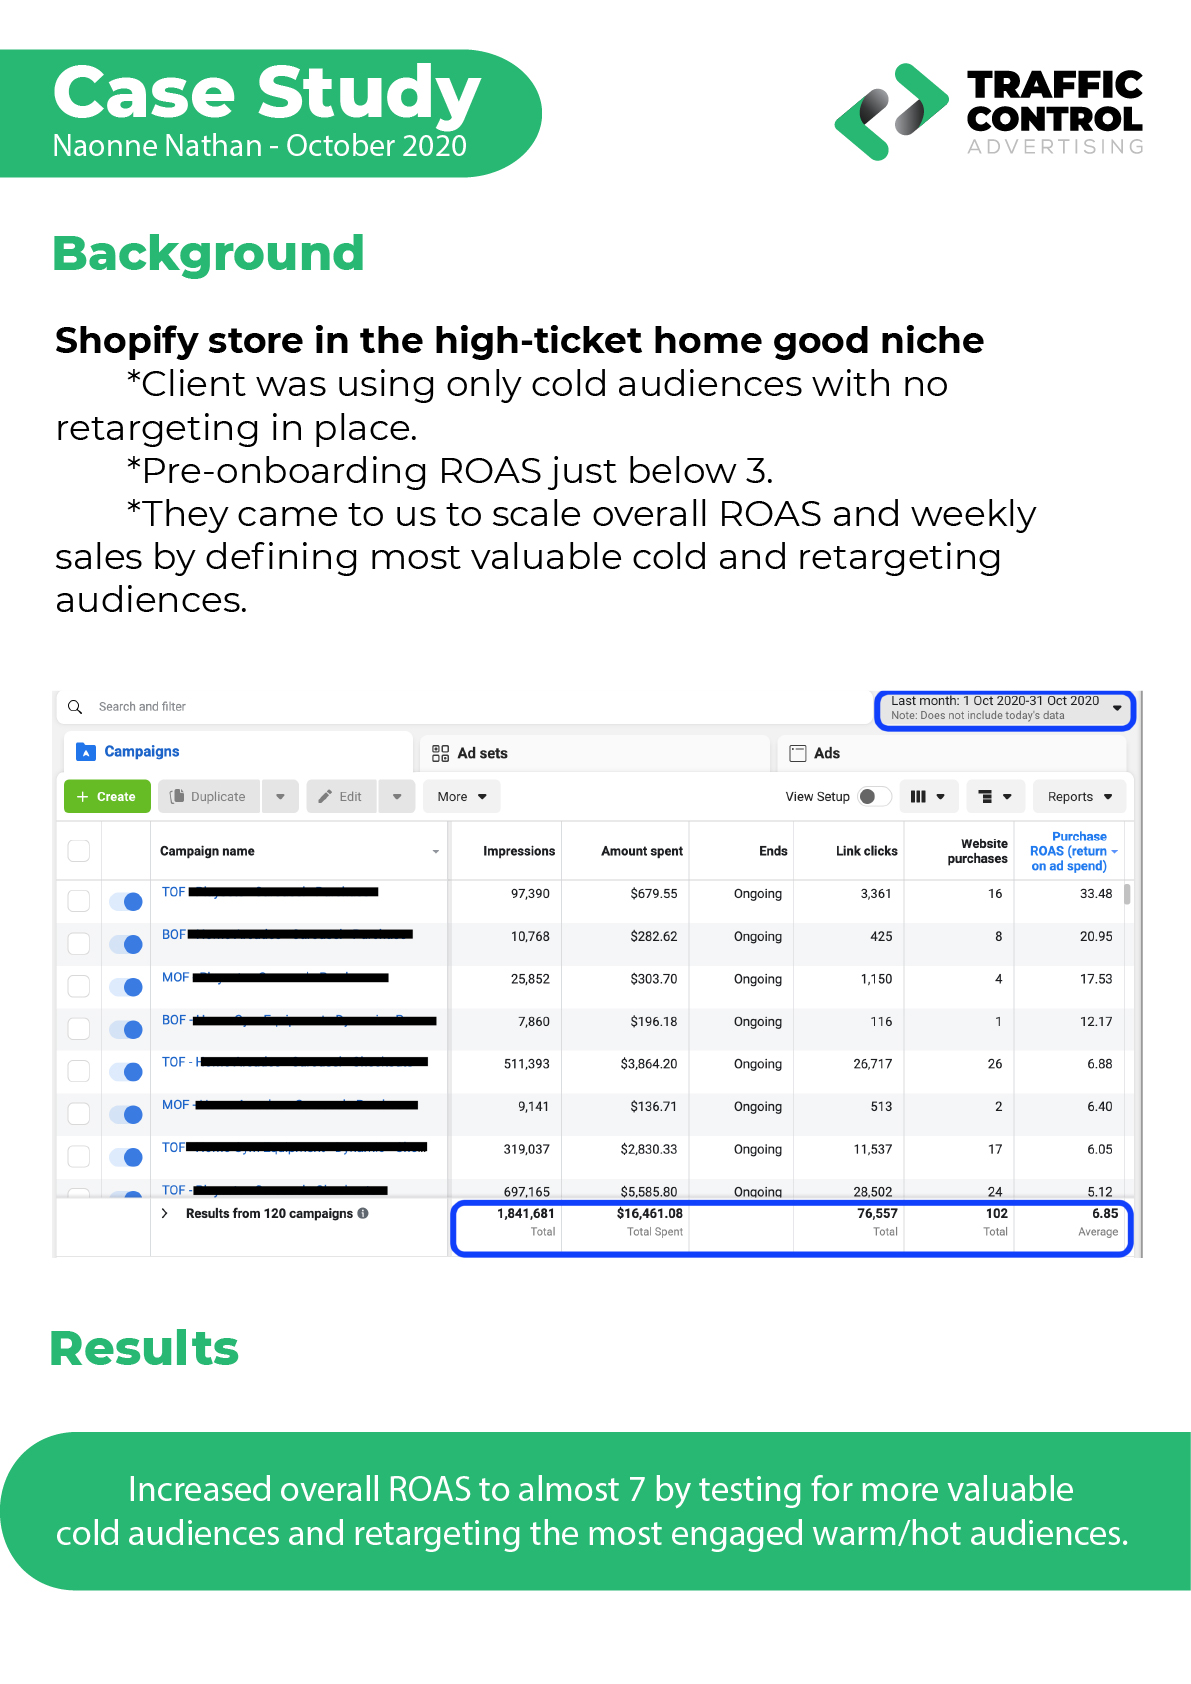 Case Study
Naonne Nathan - October 2020
TRAFFIC
CONTROL
ADVERTISING
Background
Shopify store in the high-ticket home good niche
*Client was using only cold audiences with no
retargeting in place.
*Pre-onboarding ROAS just below 3.
*They came to us to scale overall ROAS and weekly
sales by defining most valuable cold and retargeting
audiences.
Search and filter
Last month: 1 Oct 2020-31 Oct 2020
Note: Does not include today's data
Campaigns
Ad sets
Ads
+ Create
Duplicate
Edit
More
View Setup
Reports
Campaign name
Impressions
Amount spent
Ends
Link clicks
Website
purchases
Purchase
ROAS (return
on ad spend)
TOF 97,390 $679.55 Ongoing 3,361 16 33.48
BOF 10,768 $282.62 Ongoing 425 8 20.95
MOF 25,852 $303.70 Ongoing 1,150 4 17.53
BOF - 7,860 $196.18 Ongoing 116 1 12.17
TOF - 511,393 $3,864.20 Ongoing 26,717 26 6.88
MOF - 9,141 $136.71 Ongoing 513 2 6.40
TOF 319,037 $2,830.33 Ongoing 11,537 17 6.05
TOF - 697,165 $5,585.80 Ongoing 28,502 24 5.12
Results from 120 campaigns 1,841,681 $16,461.08 76,557 102 6.85
Total Total Spent Total Total Average
Results
Increased overall ROAS to almost 7 by testing for more valuable
cold audiences and retargeting the most engaged warm/hot audiences.